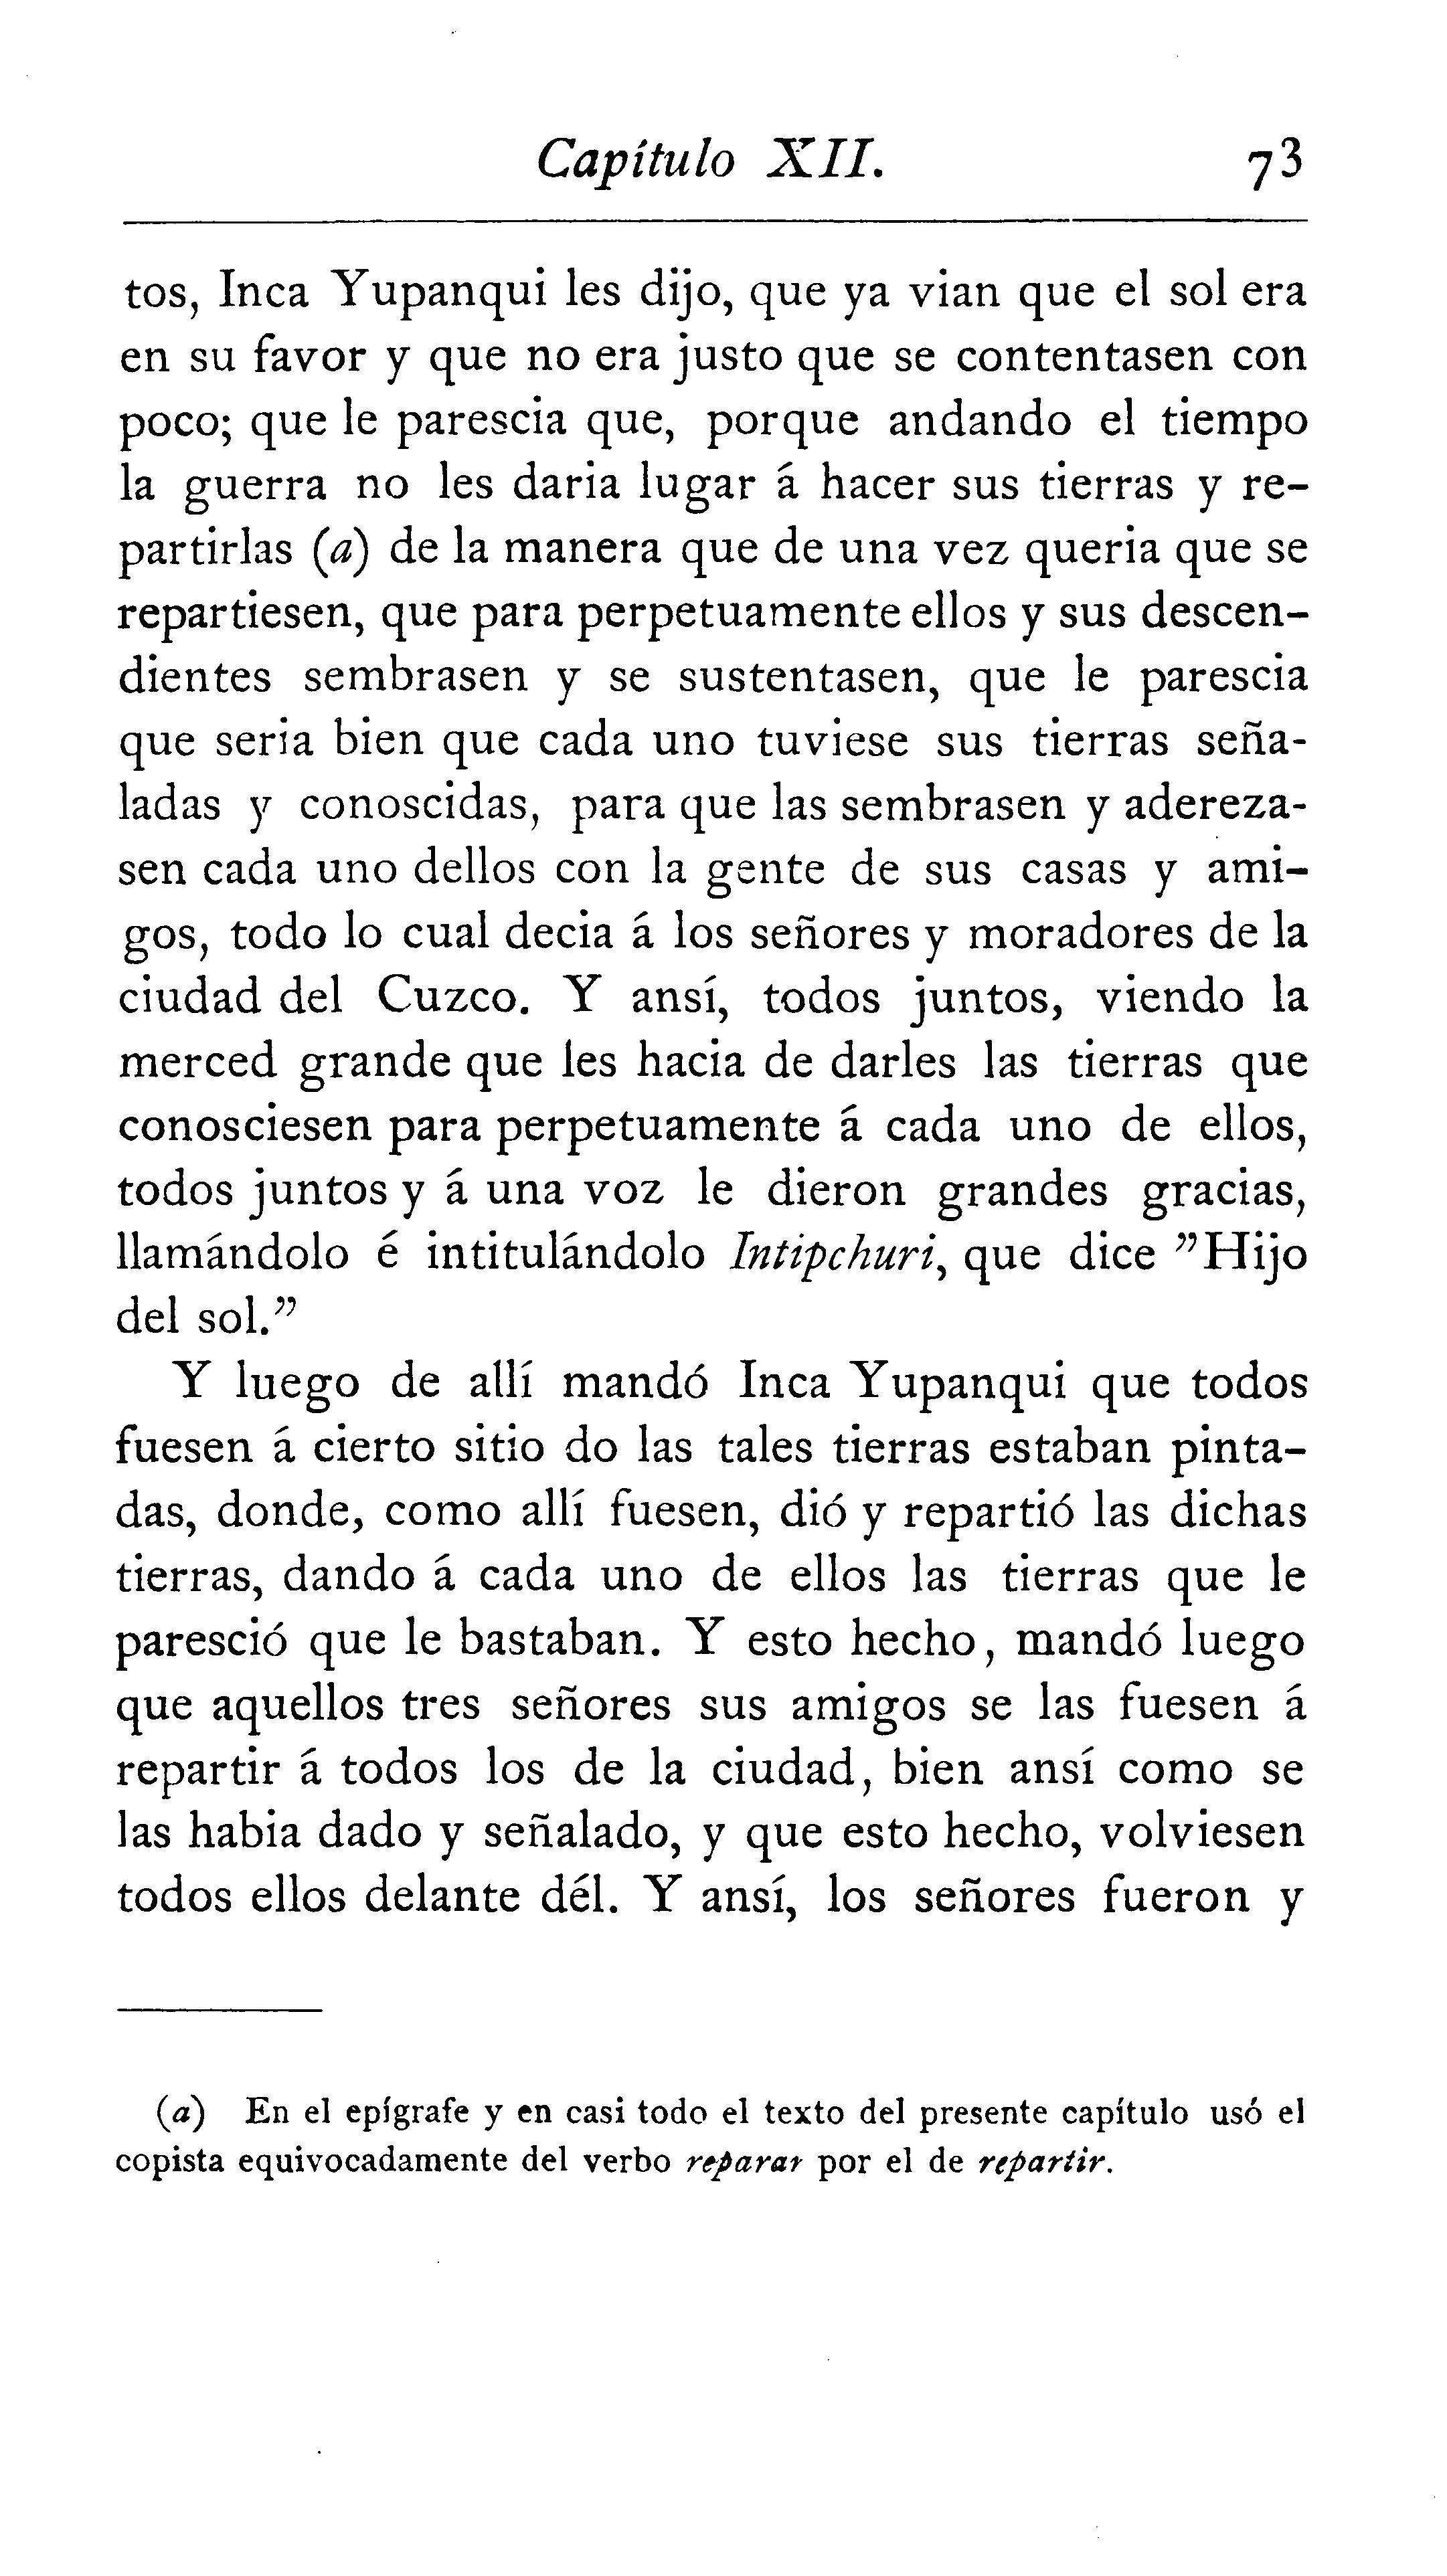 Capítulo XII. 73
tos, Inca Yupanqui les dijo, que ya vian que el sol era
en su favor y que no era justo que se contentasen con
poco; que le parescia que, porque andando el tiempo
la guerra no les daria lugar á hacer sus tierras y re-
partirlas (a) de la manera que de una vez queria que se
repartiesen, que para perpetuamente ellos y sus descen-
dientes sembrasen y se sustentasen, que le parescia
que seria bien que cada uno tuviese sus tierras seña-
ladas y conoscidas, para que las sembrasen y adereza-
sen cada uno dellos con la gente de sus casas y ami-
gos, todo lo cual decia á los señores y moradores de la
ciudad del Cuzco. Y ansí, todos juntos, viendo la
merced grande que les hacia de darles las tierras que
conosciesen para perpetuamente á cada uno de ellos,
todos juntos y á una voz le dieron grandes gracias,
llamándolo é intitulándolo Intipchuri, que dice ”Hijo
del sol.”
Y luego de allí mandó Inca Yupanqui que todos
fuesen á cierto sitio do las tales tierras estaban pinta-
das, donde, como allí fuesen, dió y repartió las dichas
tierras, dando á cada uno de ellos las tierras que le
paresció que le bastaban. Y esto hecho, mandó luego
que aquellos tres señores sus amigos se las fuesen á
repartir á todos los de la ciudad, bien ansí como se
las habia dado y señalado, y que esto hecho, volviesen
todos ellos delante dél. Y ansí, los señores fueron y
(a) En el epígrafe y en casi todo el texto del presente capítulo usó el
copista equivocadamente del verbo reparar por el de repartir.